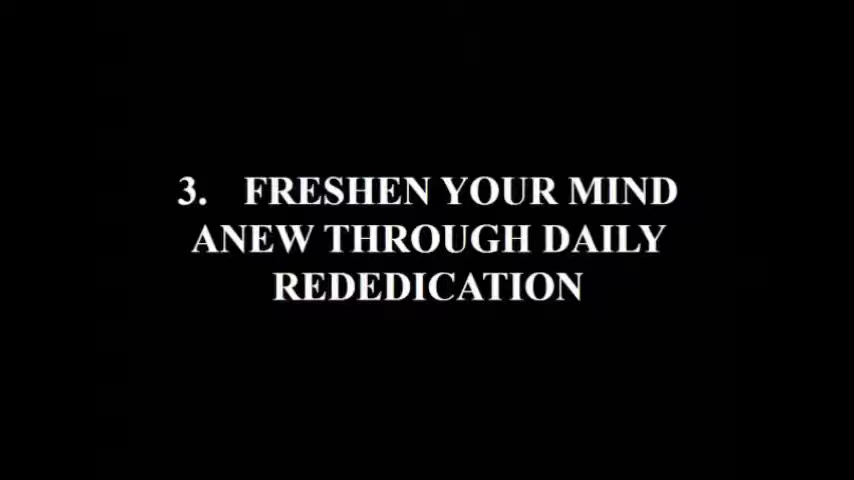 3. FRESHEN YOUR MIND
ANEW THROUGH DAILY
REDEDICATION